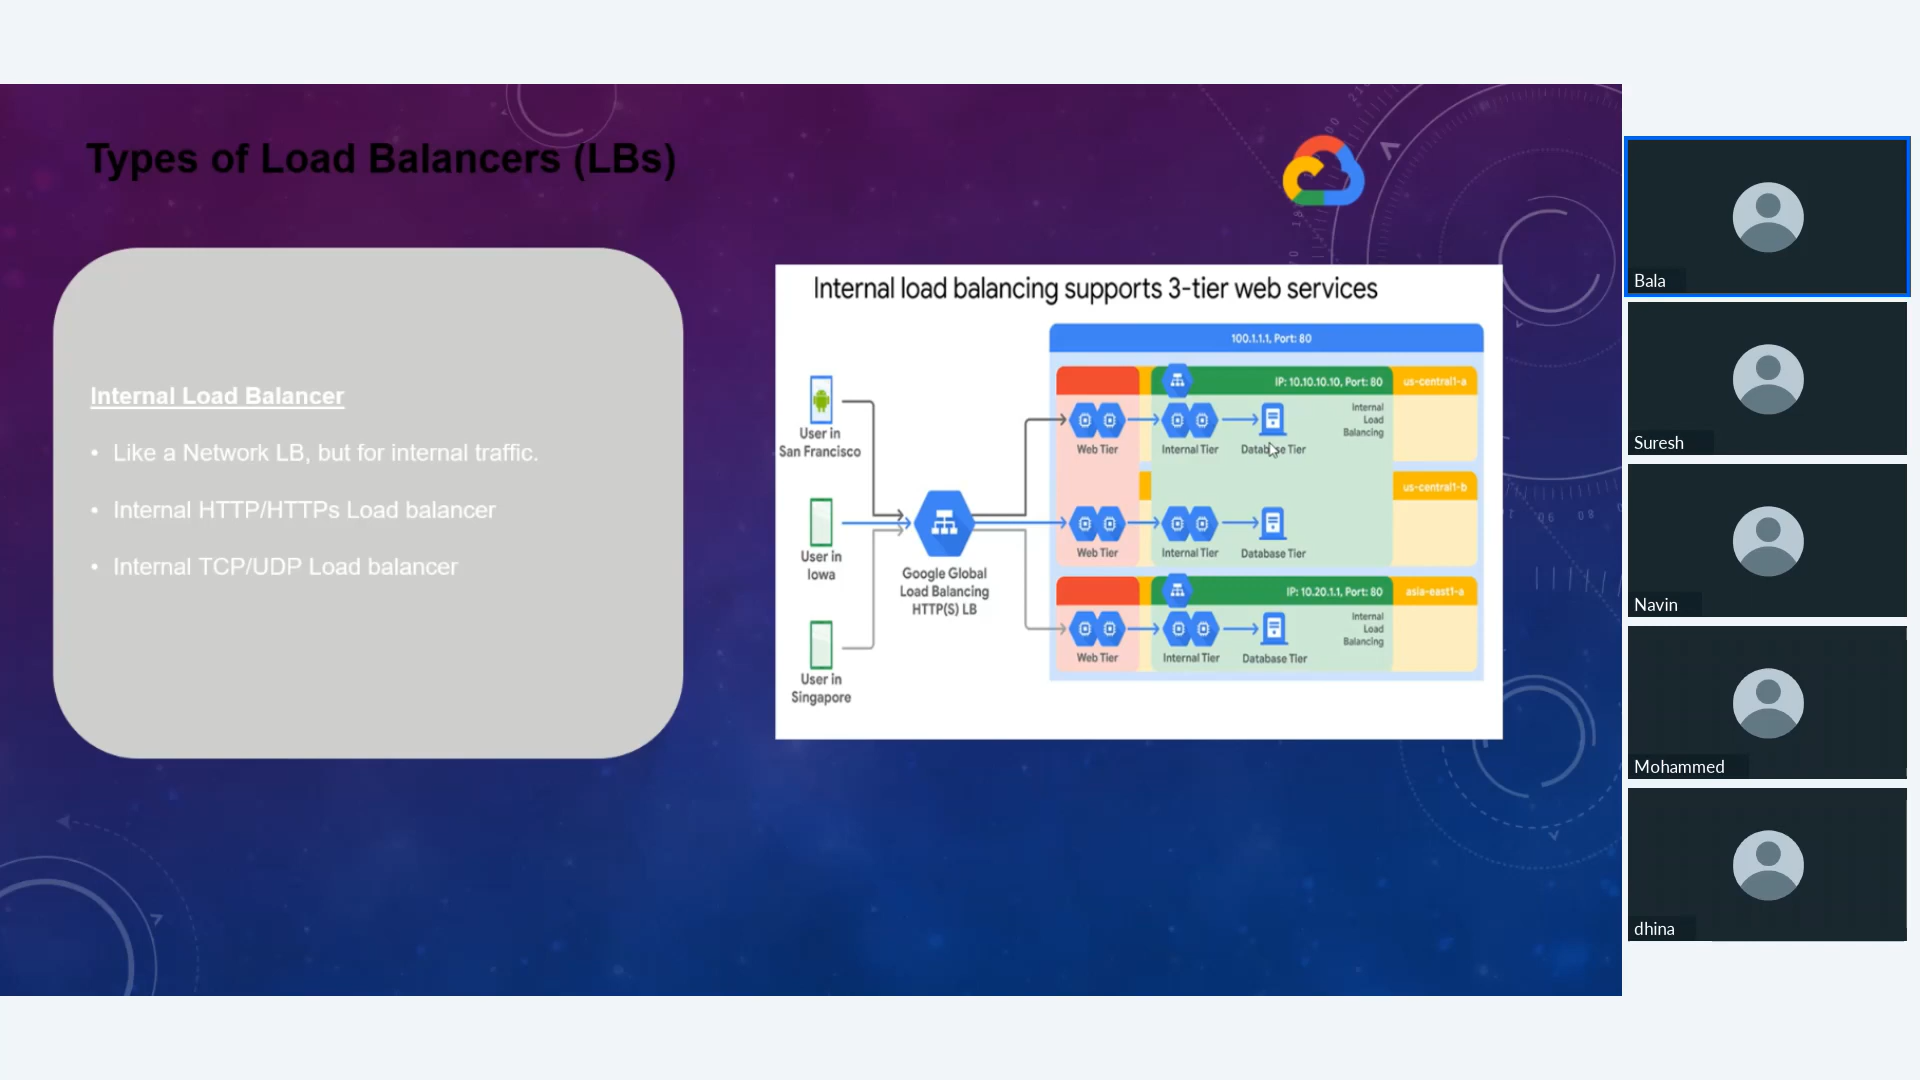 Types of Load Balancers (LBs)
Internal Load Balancer
• Like a Network LB, but for internal traffic.
• Internal HTTP/HTTPs Load balancer
• Internal TCP/UDP Load balancer
Internal load balancing supports 3-tier web services
User in
San Francisco
User in
Iowa
User in
Singapore
Google Global
Load Balancing
HTTP(S) LB
100.1.1.1, Port: 80
IP: 10.10.10.10, Port: 80
us-central1-a
Internal
Load
Balancing
Web Tier
Internal Tier
Database Tier
us-central1-b
Web Tier
Internal Tier
Database Tier
IP: 10.20.1.1, Port: 80
asia-east1-a
Internal
Load
Balancing
Web Tier
Internal Tier
Database Tier
Bala
Suresh
Navin
Mohammed
dhina